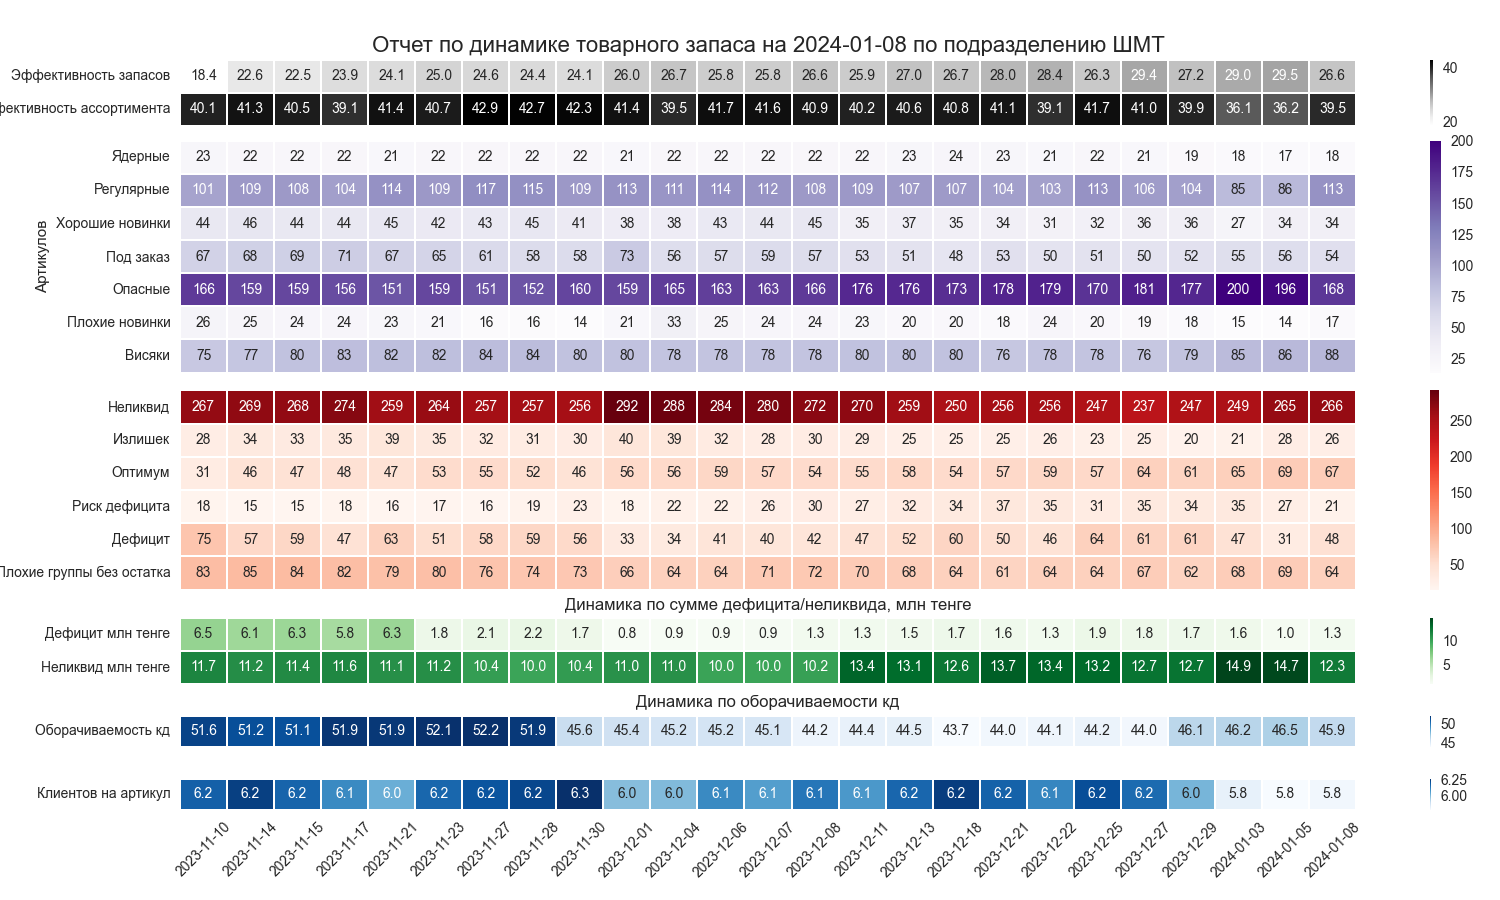 Отчет по динамике товарного запаса на 2024-01-08 по подразделению ШМТ
Эффективность запасов 18.4 22.6 22.5 23.9 24.1 25.0 24.6 24.4 24.1 26.0 26.7 25.8 25.8 26.6 25.9 27.0 26.7 28.0 28.4 26.3 29.4 27.2 29.0 29.5 26.6
фективность ассортимента 40.1 41.3 40.5 39.1 41.4 40.7 42.9 42.7 42.3 41.4 39.5 41.7 41.6 40.9 40.2 40.6 40.8 41.1 39.1 41.7 41.0 39.9 36.1 36.2 39.5
40
20
Артикулов
Ядерные 23 22 22 22 21 22 22 22 22 21 22 22 22 22 22 23 24 23 21 22 21 19 18 17 18
Регулярные 101 109 108 104 114 109 117 115 109 113 111 114 112 108 109 107 107 104 103 113 106 104 85 86 113
Хорошие новинки 44 46 44 44 45 42 43 45 41 38 38 43 44 45 35 37 35 34 31 32 36 36 27 34 34
Под заказ 67 68 69 71 67 65 61 58 58 73 56 57 59 57 53 51 48 53 50 51 50 52 55 56 54
Опасные 166 159 159 156 151 159 151 152 160 159 165 163 163 166 176 176 173 178 179 170 181 177 200 196 168
Плохие новинки 26 25 24 24 23 21 16 16 14 21 33 25 24 24 23 20 20 18 24 20 19 18 15 14 17
Висяки 75 77 80 83 82 82 84 84 80 80 78 78 78 78 80 80 80 76 78 78 76 79 85 86 88
200
175
150
125
100
75
50
25
Неликвид 267 269 268 274 259 264 257 257 256 292 288 284 280 272 270 259 250 256 256 247 237 247 249 265 266
Излишек 28 34 33 35 39 35 32 31 30 40 39 32 28 30 29 25 25 25 26 23 25 20 21 28 26
Оптимум 31 46 47 48 47 53 55 52 46 56 56 59 57 54 55 58 54 57 59 57 64 61 65 69 67
Риск дефицита 18 15 15 18 16 17 16 19 23 18 22 22 26 30 27 32 34 37 35 31 35 34 35 27 21
Дефицит 75 57 59 47 63 51 58 59 56 33 34 41 40 42 47 52 60 50 46 64 61 61 47 31 48
Плохие группы без остатка 83 85 84 82 79 80 76 74 73 66 64 64 71 72 70 68 64 61 64 64 67 62 68 69 64
250
200
150
100
50
Динамика по сумме дефицита/неликвида, млн тенге
Дефицит млн тенге 6.5 6.1 6.3 5.8 6.3 1.8 2.1 2.2 1.7 0.8 0.9 0.9 0.9 1.3 1.3 1.5 1.7 1.6 1.3 1.9 1.8 1.7 1.6 1.0 1.3
Неликвид млн тенге 11.7 11.2 11.4 11.6 11.1 11.2 10.4 10.0 10.4 11.0 11.0 10.0 10.0 10.2 13.4 13.1 12.6 13.7 13.4 13.2 12.7 12.7 14.9 14.7 12.3
10
5
Динамика по оборачиваемости кд
Оборачиваемость кд 51.6 51.2 51.1 51.9 51.9 52.1 52.2 51.9 45.6 45.4 45.2 45.2 45.1 44.2 44.4 44.5 43.7 44.0 44.1 44.2 44.0 46.1 46.2 46.5 45.9
50
45
Клиентов на артикул 6.2 6.2 6.2 6.1 6.0 6.2 6.2 6.2 6.3 6.0 6.0 6.1 6.1 6.1 6.1 6.2 6.2 6.2 6.1 6.2 6.2 6.0 5.8 5.8 5.8
6.25
6.00
2023-11-10 2023-11-14 2023-11-15 2023-11-17 2023-11-21 2023-11-23 2023-11-27 2023-11-28 2023-11-30 2023-12-01 2023-12-04 2023-12-06 2023-12-07 2023-12-08 2023-12-11 2023-12-13 2023-12-18 2023-12-21 2023-12-22 2023-12-25 2023-12-27 2023-12-29 2024-01-03 2024-01-05 2024-01-08